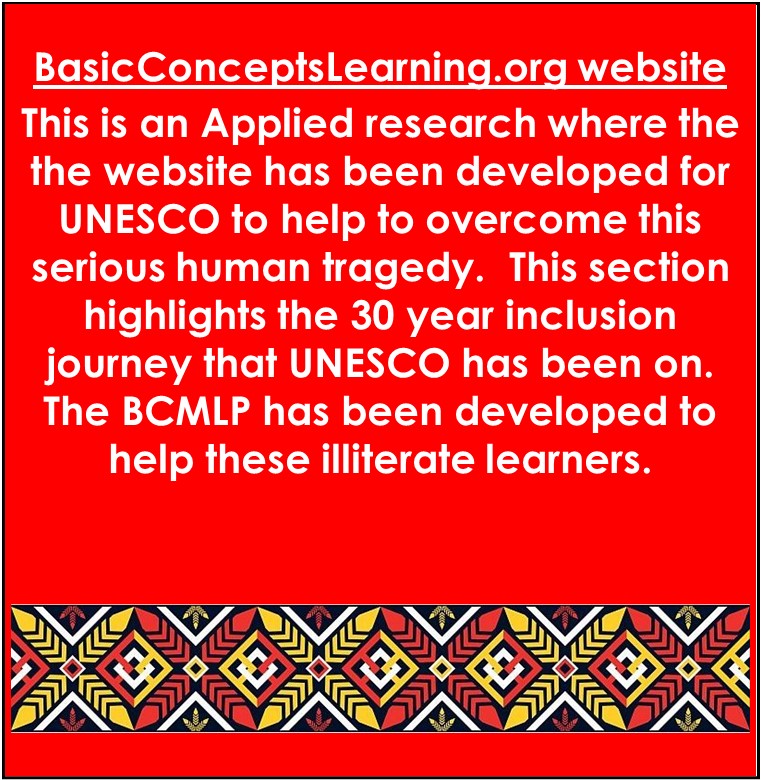 BasicConceptsLearning.org website
This is an Applied research where the
the website has been developed for
UNESCO to help to overcome this
serious human tragedy.  This section
highlights the 30 year inclusion
journey that UNESCO has been on.
The BCMLP has been developed to
help these illiterate learners.